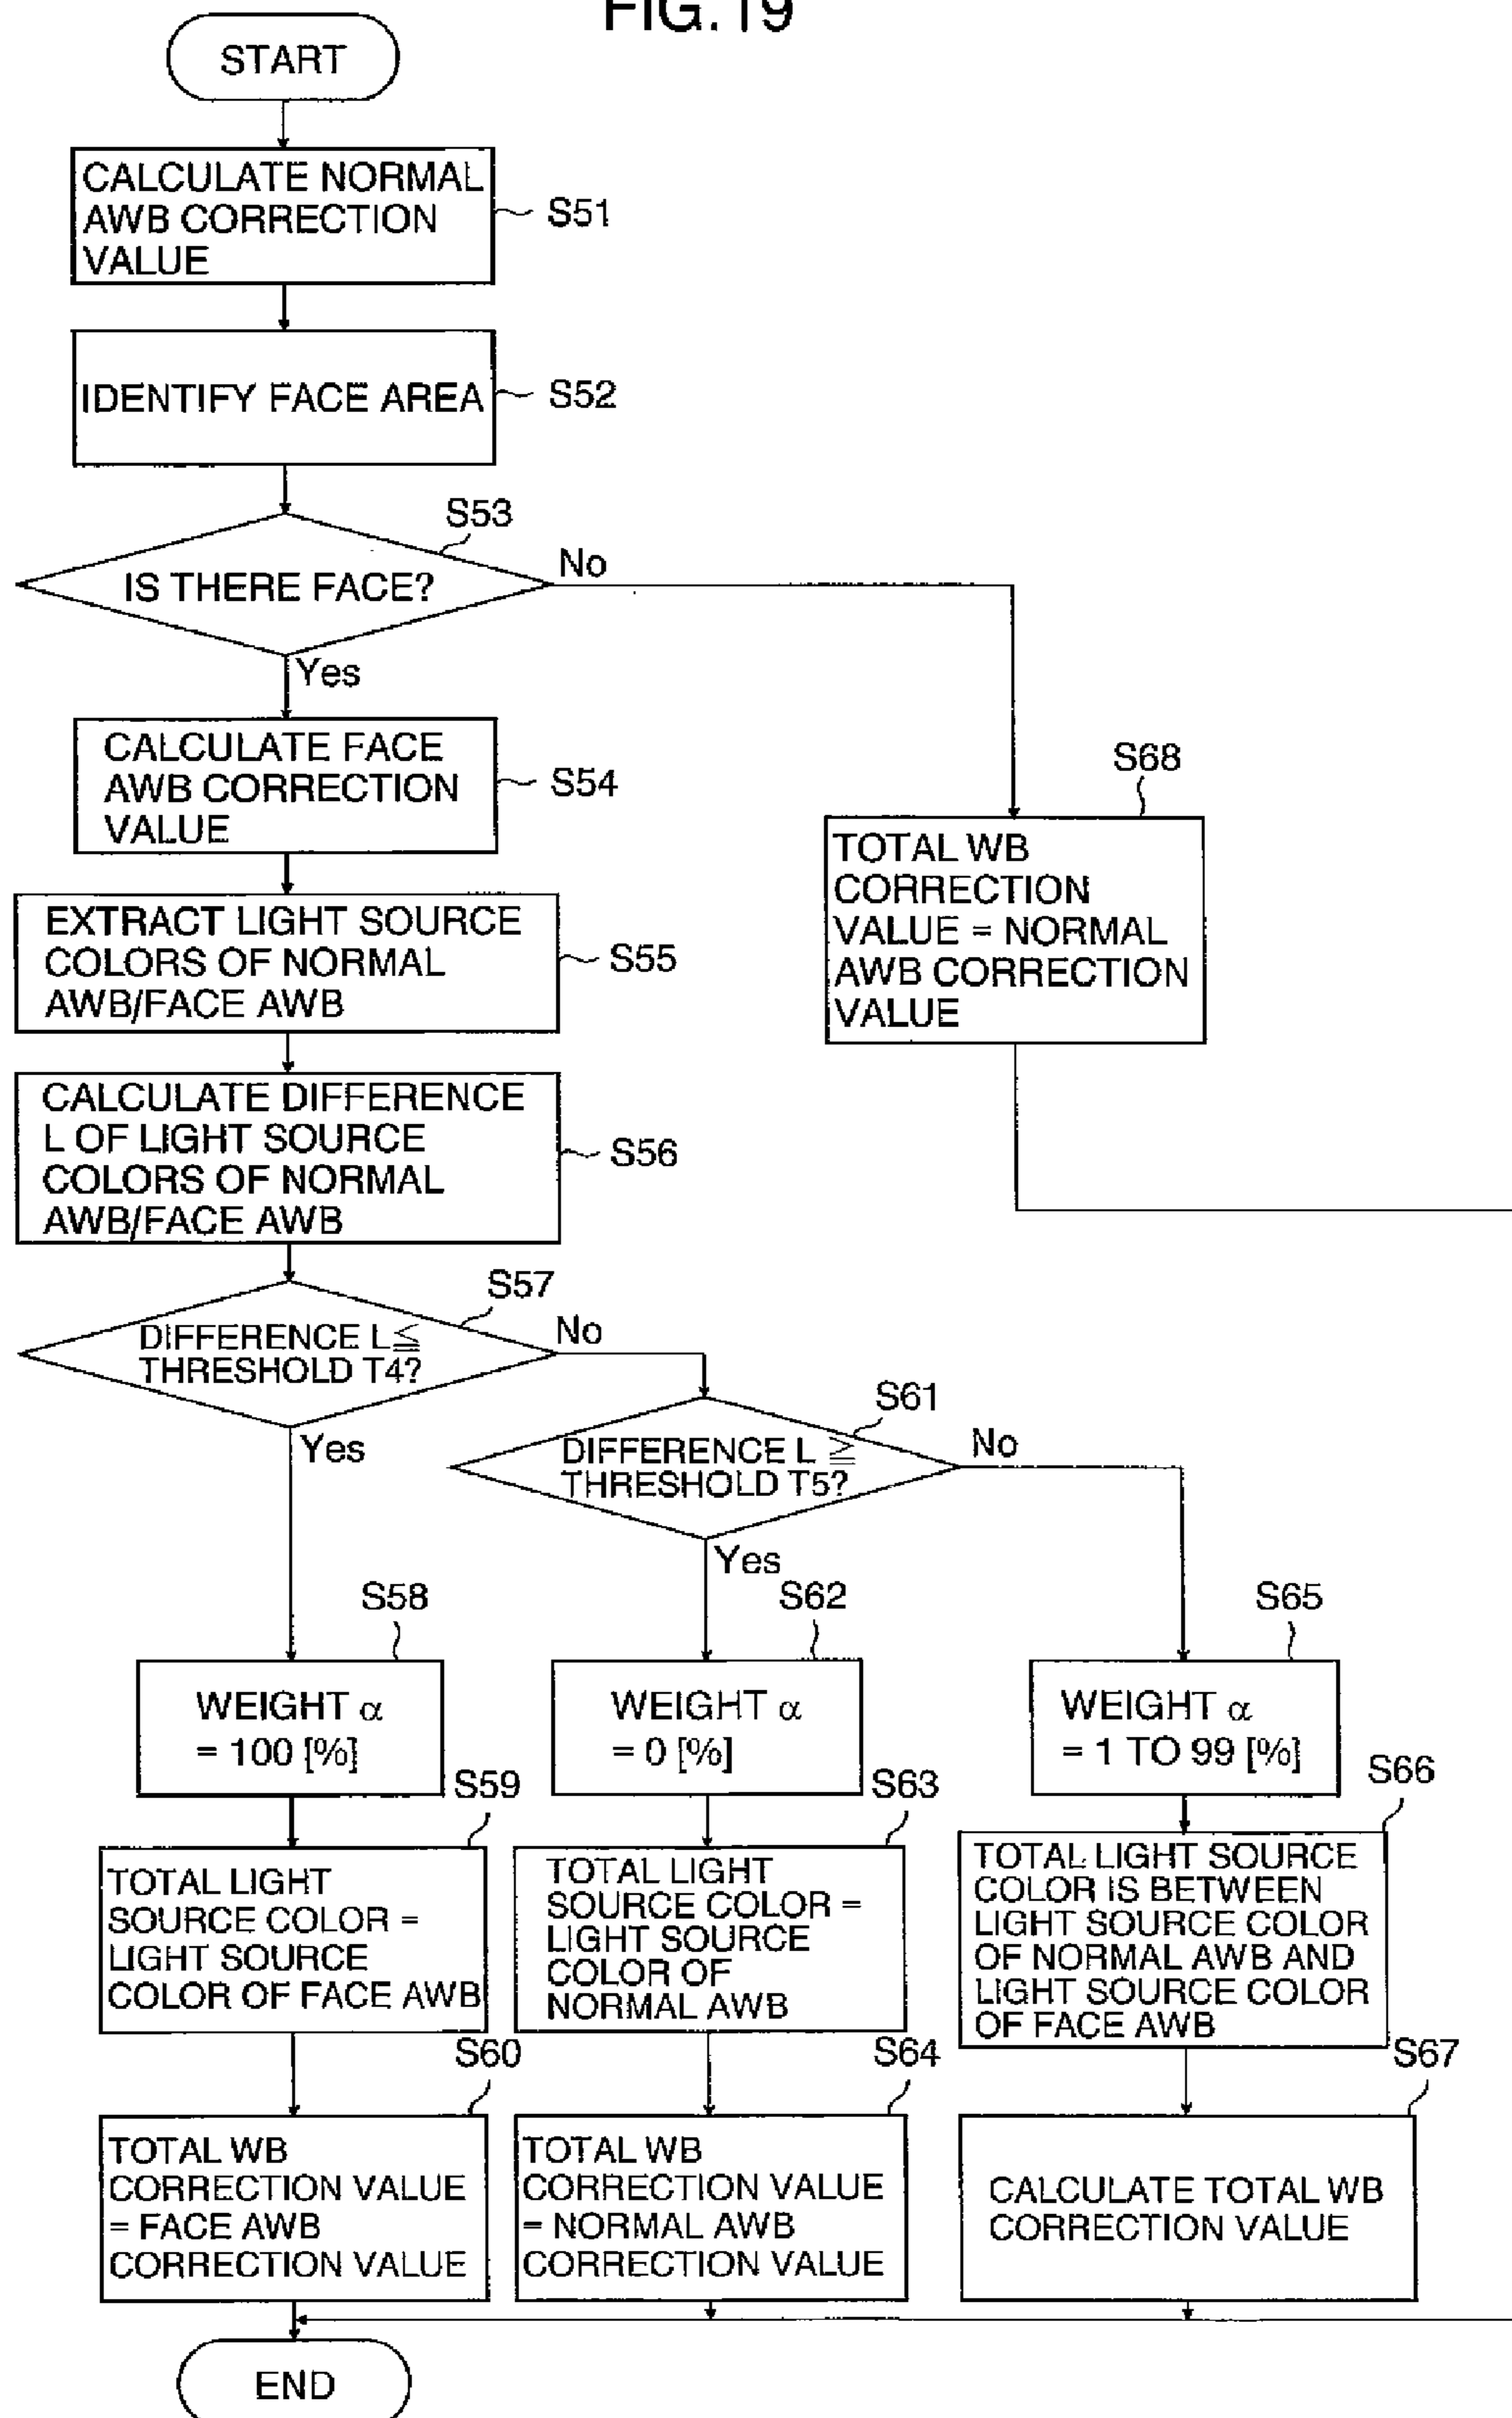 FIG.19
START
CALCULATE NORMAL
AWB CORRECTION
VALUE
S51
IDENTIFY FACE AREA
S52
S53
IS THERE FACE?
No
Yes
CALCULATE FACE
AWB CORRECTION
VALUE
S54
S68
TOTAL WB
CORRECTION
VALUE = NORMAL
AWB CORRECTION
VALUE
EXTRACT LIGHT SOURCE
COLORS OF NORMAL
AWB/FACE AWB
S55
CALCULATE DIFFERENCE
L OF LIGHT SOURCE
COLORS OF NORMAL
AWB/FACE AWB
S56
S57
DIFFERENCE L≦
THRESHOLD T4?
No
Yes
S61
DIFFERENCE L ≧
THRESHOLD T5?
No
Yes
S58
WEIGHT α
= 100 [%]
S62
WEIGHT α
= 0 [%]
S65
WEIGHT α
= 1 TO 99 [%]
S59
TOTAL LIGHT
SOURCE COLOR =
LIGHT SOURCE
COLOR OF FACE AWB
S63
TOTAL LIGHT
SOURCE COLOR =
LIGHT SOURCE
COLOR OF
NORMAL AWB
S66
TOTAL LIGHT SOURCE
COLOR IS BETWEEN
LIGHT SOURCE COLOR
OF NORMAL AWB AND
LIGHT SOURCE COLOR
OF FACE AWB
S60
TOTAL WB
CORRECTION VALUE
= FACE AWB
CORRECTION VALUE
S64
TOTAL WB
CORRECTION VALUE
= NORMAL AWB
CORRECTION VALUE
S67
CALCULATE TOTAL WB
CORRECTION VALUE
END